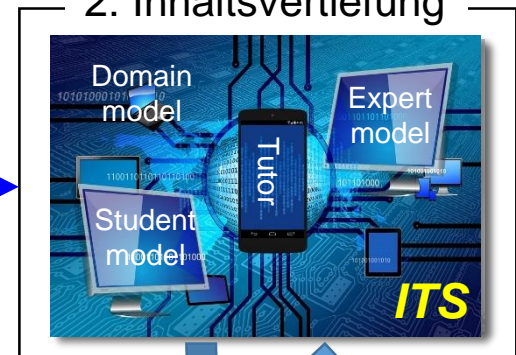 2. Inhaltsvertiefung
Domain
model
Expert
model
Tutor
Student
model
ITS